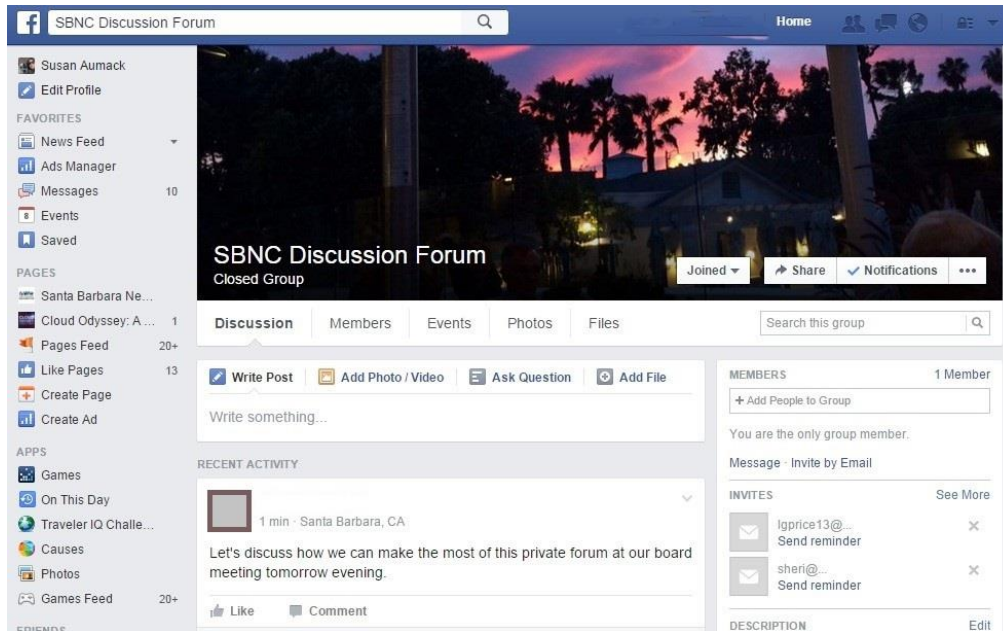 SBNC Discussion Forum
Home
Susan Aumack
Edit Profile
FAVORITES
News Feed
Ads Manager
Messages 10
8 Events
Saved
PAGES
Santa Barbara Ne...
Cloud Odyssey: A ... 1
Pages Feed 20+
Like Pages 13
Create Page
Create Ad
APPS
Games
On This Day
Traveler IQ Challe...
Causes
Photos
Games Feed 20+
FRIENDS
SBNC Discussion Forum
Closed Group
Joined Share Notifications
Discussion Members Events Photos Files Search this group
Write Post Add Photo / Video Ask Question Add File
Write something...
RECENT ACTIVITY
1 min · Santa Barbara, CA
Let's discuss how we can make the most of this private forum at our board
meeting tomorrow evening.
Like Comment
MEMBERS 1 Member
+ Add People to Group
You are the only group member.
Message · Invite by Email
INVITES See More
lgprice13@...
Send reminder
sheri@...
Send reminder
DESCRIPTION Edit